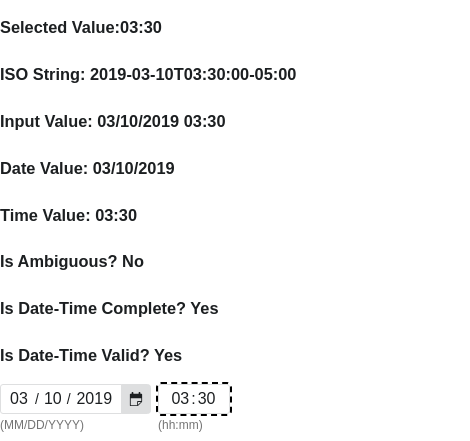 Selected Value:03:30
ISO String: 2019-03-10T03:30:00-05:00
Input Value: 03/10/2019 03:30
Date Value: 03/10/2019
Time Value: 03:30
Is Ambiguous? No
Is Date-Time Complete? Yes
Is Date-Time Valid? Yes
03 / 10 / 2019 03:30
(MM/DD/YYYY) (hh:mm)